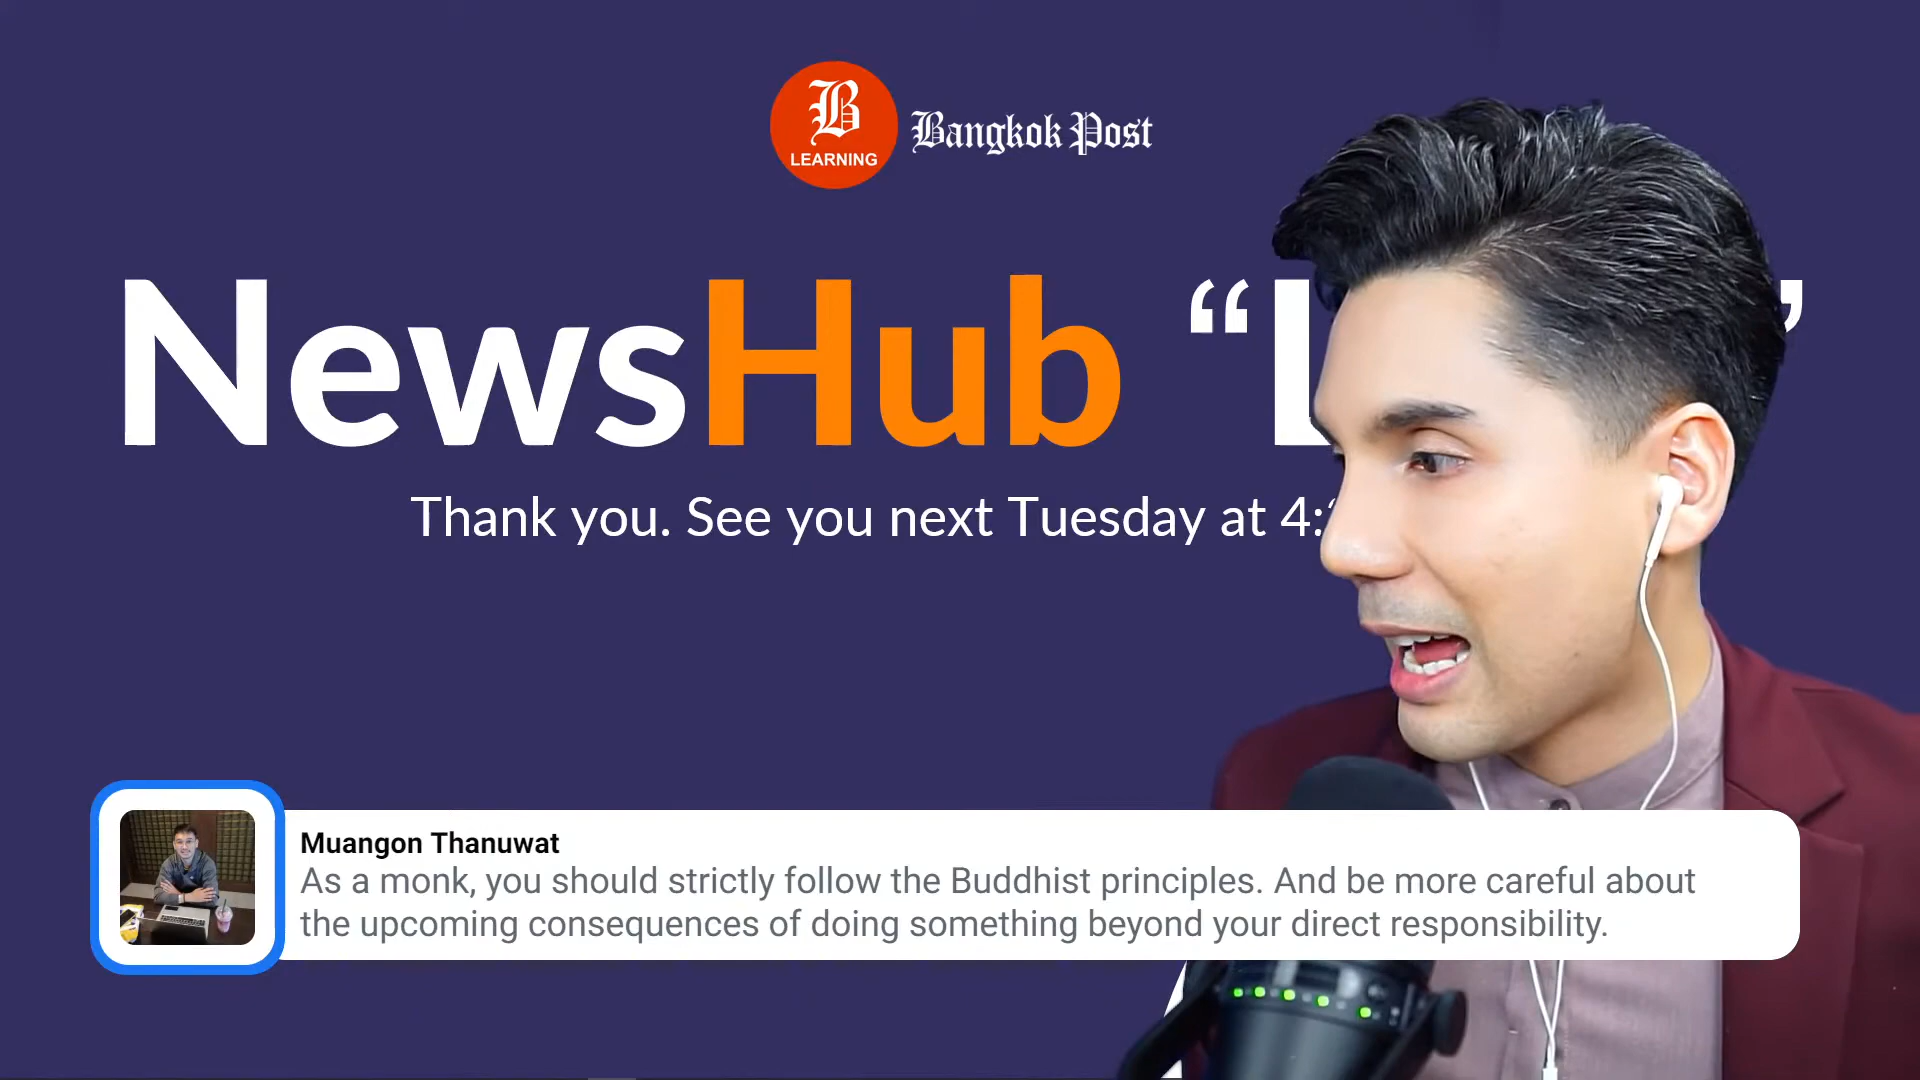 B
LEARNING
Bangkok Post
NewsHub “L ”
Thank you. See you next Tuesday at 4:
Muangon Thanuwat
As a monk, you should strictly follow the Buddhist principles. And be more careful about
the upcoming consequences of doing something beyond your direct responsibility.